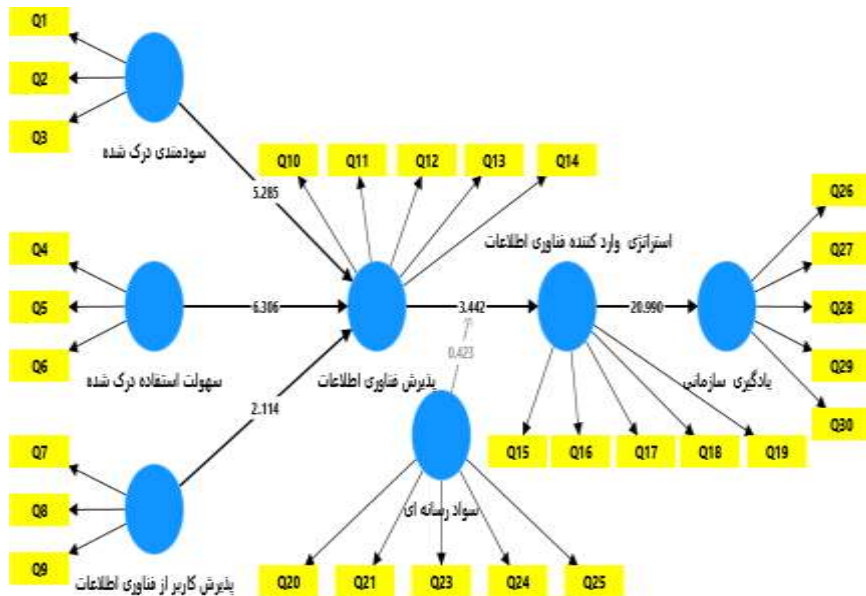 Q1
Q2
Q3
سودمندی درک شده
5.285
Q10
Q11
Q12
Q13
Q14
استراتژی وارد کننده فناوری اطلاعات
Q26
Q27
Q28
Q29
Q30
Q4
Q5
Q6
سهولت استفاده درک شده
6.306
پذیرش فناوری اطلاعات
3.442
20.990
یادگیری سازمانی
0.423
2.114
Q15
Q16
Q17
Q18
Q19
Q7
Q8
Q9
پذیرش کاربر از فناوری اطلاعات
سواد رسانه ای
Q20
Q21
Q23
Q24
Q25